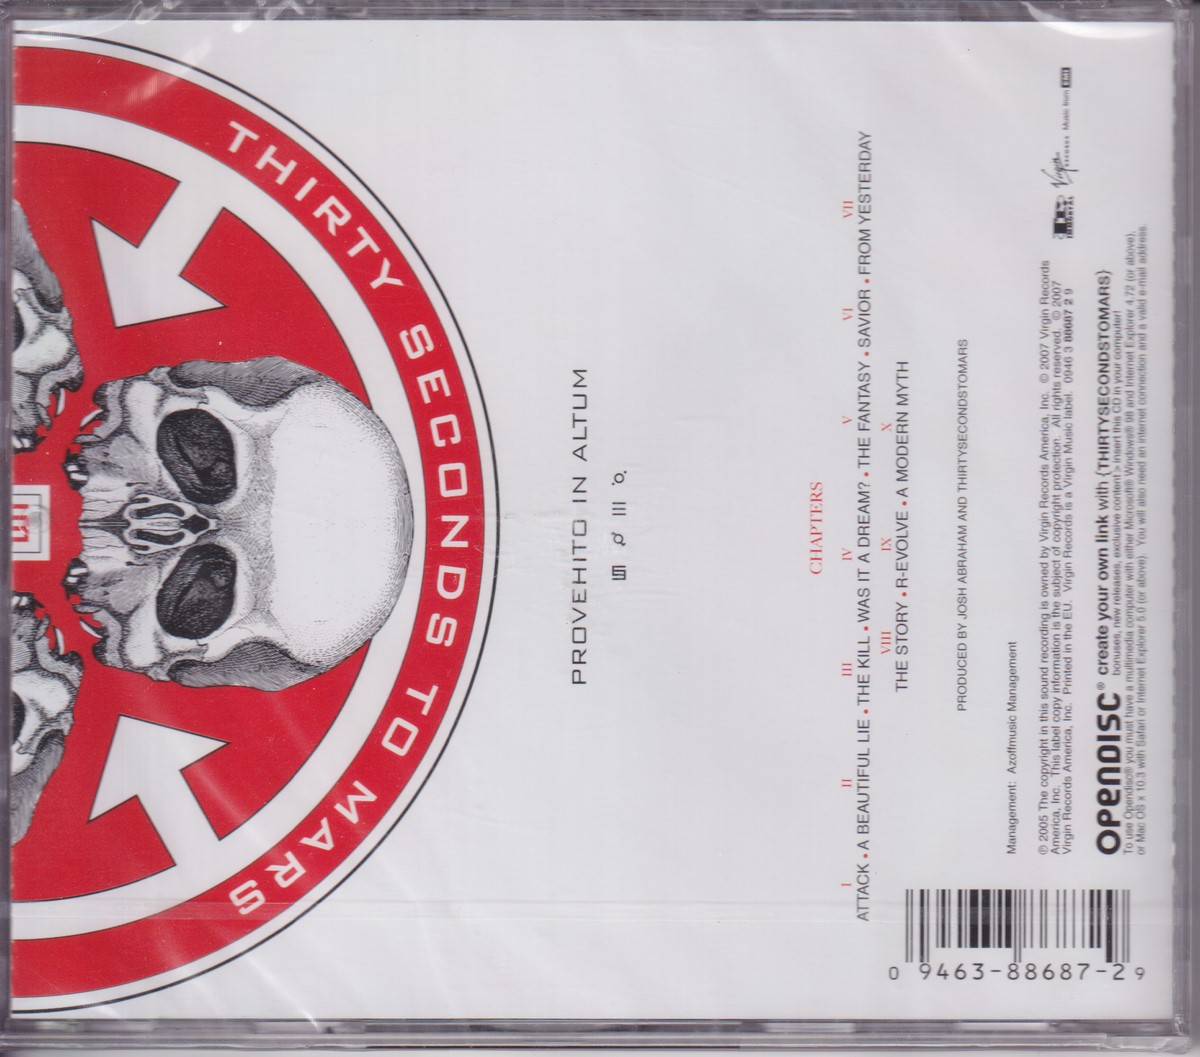 THIRTY SECONDS TO MARS
PROVEHITO IN ALTUM
CHAPTERS
I II III IV V VI VII
ATTACK • A BEAUTIFUL LIE • THE KILL • WAS IT A DREAM? • THE FANTASY • SAVIOR • FROM YESTERDAY
VIII IX X
THE STORY • R-EVOLVE • A MODERN MYTH
PRODUCED BY JOSH ABRAHAM AND THIRTYSECONDSTOMARS
Management: Azoffmusic Management
℗ 2005 The copyright in this sound recording is owned by Virgin Records America, Inc. © 2007 Virgin Records
America, Inc. This label copy information is the subject of copyright protection. All rights reserved. © 2007
Virgin Records America, Inc. Printed in the EU. Virgin Records is a Virgin Music label. 0946 3 88687 2 9
IMMORTAL
Virgin RECORDS
Music from EMI
OPENDISC® create your own link with {THIRTYSECONDSTOMARS}
bonuses, new releases, exclusive content > Insert this CD in your computer!
To use Opendisc® you must have a multimedia computer with either Microsoft® Windows® 98 and Internet Explorer 4.72 (or above),
or Mac OS x 10.3 with Safari or Internet Explorer 5.0 (or above). You will also need an internet connection and a valid e-mail address.
0 9463-88687-2 9